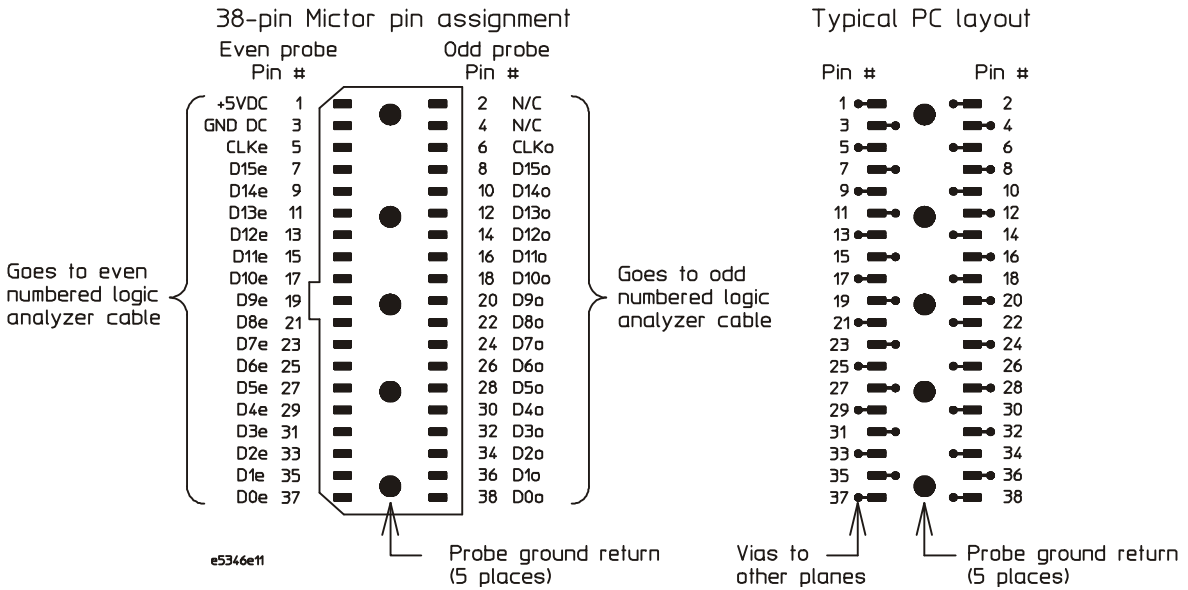 38-pin Mictor pin assignment
Even probe
Odd probe
Pin #
Pin #
+5VDC 1
2 N/C
GND DC 3
4 N/C
CLKe 5
6 CLKo
D15e 7
8 D15o
D14e 9
10 D14o
D13e 11
12 D13o
D12e 13
14 D12o
D11e 15
16 D11o
D10e 17
18 D10o
D9e 19
20 D9o
D8e 21
22 D8o
D7e 23
24 D7o
D6e 25
26 D6o
D5e 27
28 D5o
D4e 29
30 D4o
D3e 31
32 D3o
D2e 33
34 D2o
D1e 35
36 D1o
D0e 37
38 D0o
Goes to even
numbered logic
analyzer cable
Goes to odd
numbered logic
analyzer cable
e5346e11
Probe ground return
(5 places)
Typical PC layout
Pin #
Pin #
1 2
3 4
5 6
7 8
9 10
11 12
13 14
15 16
17 18
19 20
21 22
23 24
25 26
27 28
29 30
31 32
33 34
35 36
37 38
Vias to
other planes
Probe ground return
(5 places)